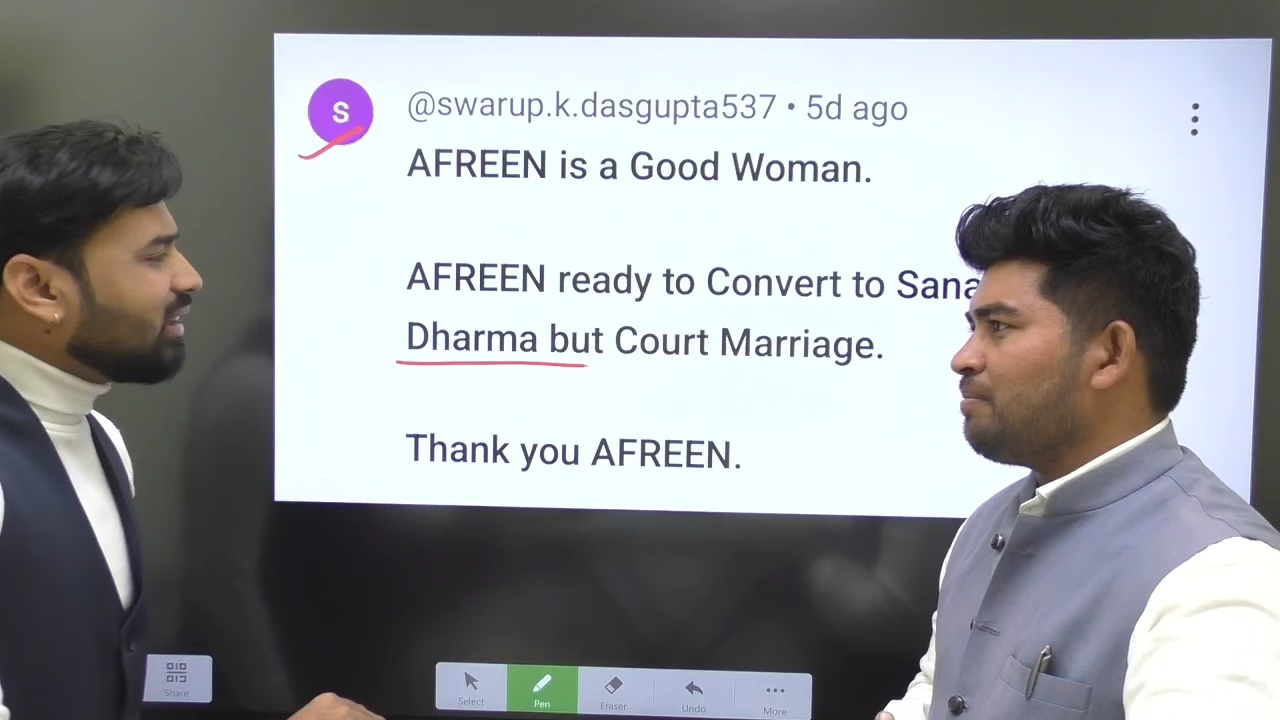 S
@swarup.k.dasgupta537 • 5d ago
AFREEN is a Good Woman.
AFREEN ready to Convert to
Dharma but Court Marriage.
Thank you AFREEN.
Share
Select
Pen
Eraser
Undo
More